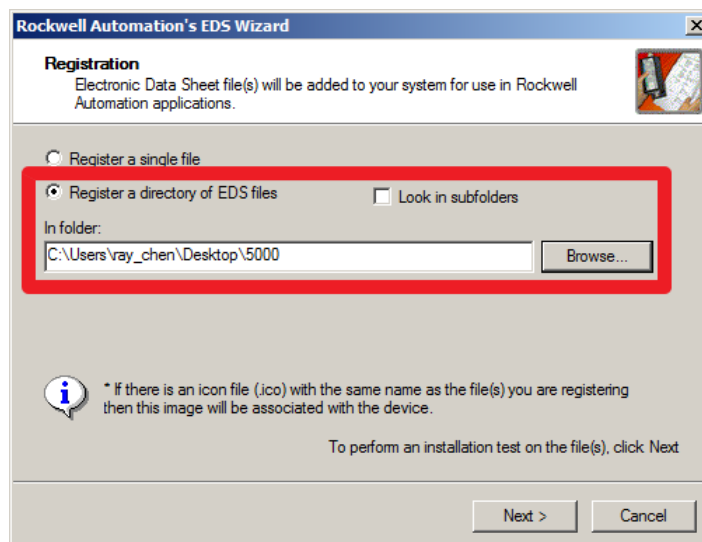 Rockwell Automation's EDS Wizard
Registration
Electronic Data Sheet file(s) will be added to your system for use in Rockwell
Automation applications.
Register a single file
Register a directory of EDS files
Look in subfolders
In folder:
C:\Users\ray_chen\Desktop\5000
Browse...
* If there is an icon file (.ico) with the same name as the file(s) you are registering
then this image will be associated with the device.
To perform an installation test on the file(s), click Next
Next >
Cancel